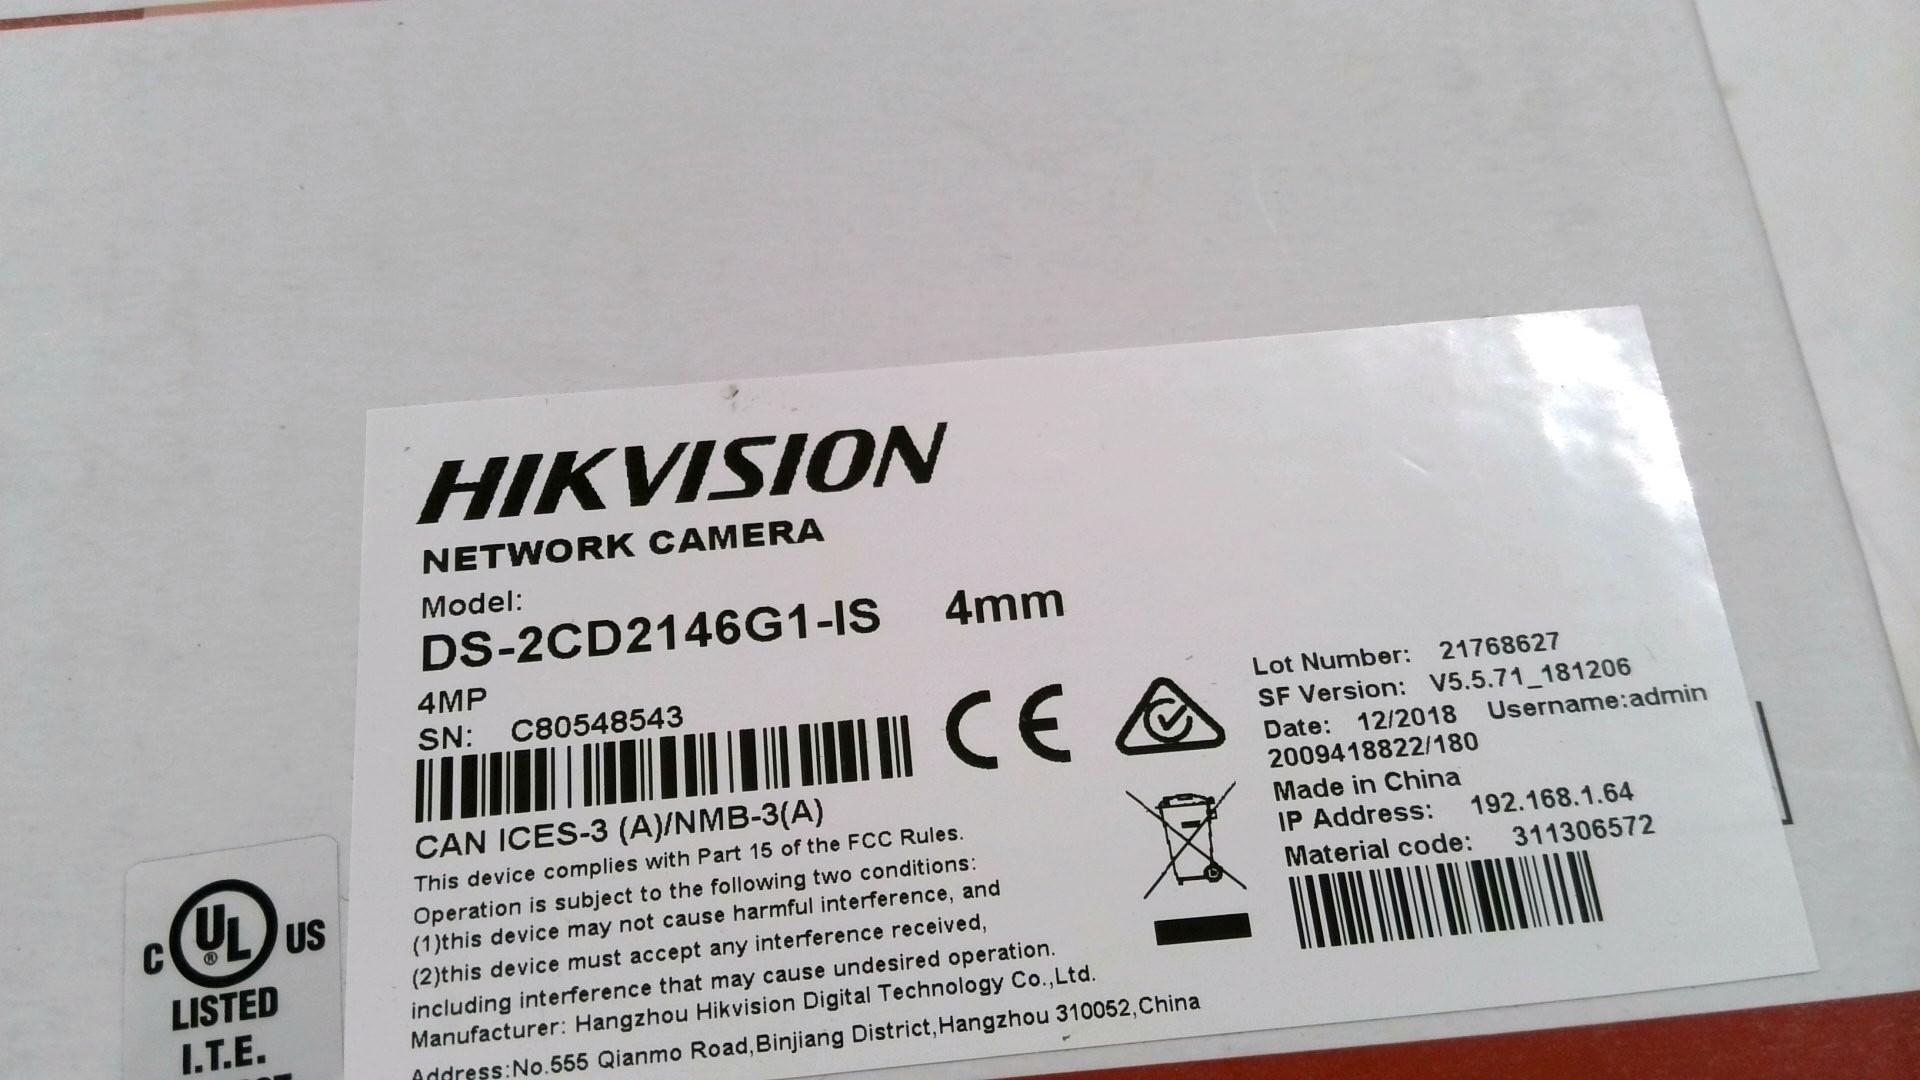 HIKVISION
NETWORK CAMERA
Model:
DS-2CD2146G1-IS 4mm
4MP
SN: C80548543
CAN ICES-3 (A)/NMB-3(A)
This device complies with Part 15 of the FCC Rules.
Operation is subject to the following two conditions:
(1)this device may not cause harmful interference, and
(2)this device must accept any interference received,
including interference that may cause undesired operation.
Manufacturer: Hangzhou Hikvision Digital Technology Co.,Ltd.
Address:No.555 Qianmo Road,Binjiang District,Hangzhou 310052,China
CE
Lot Number: 21768627
SF Version: V5.5.71_181206
Date: 12/2018 Username:admin
2009418822/180
Made in China
IP Address: 192.168.1.64
Material code: 311306572
C UL ® US
LISTED
I.T.E.